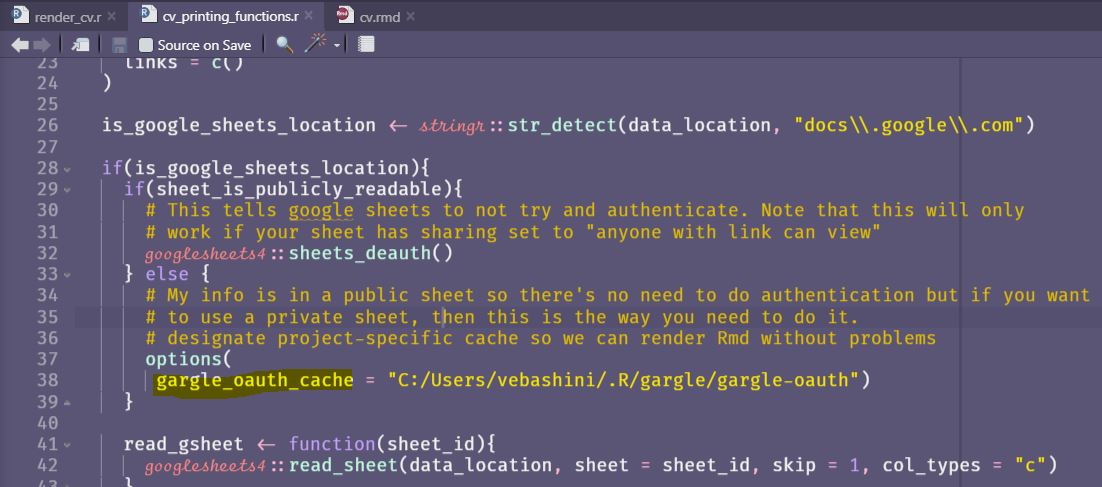 render_cv.r
cv_printing_functions.r
cv.rmd
Source on Save
23 links = c()
24 )
25
26 is_google_sheets_location <- stringr::str_detect(data_location, "docs\\.google\\.com")
27
28 if(is_google_sheets_location){
29 if(sheet_is_publicly_readable){
30 # This tells google sheets to not try and authenticate. Note that this will only
31 # work if your sheet has sharing set to "anyone with link can view"
32 googlesheets4::sheets_deauth()
33 } else {
34 # My info is in a public sheet so there's no need to do authentication but if you want
35 # to use a private sheet, then this is the way you need to do it.
36 # designate project-specific cache so we can render Rmd without problems
37 options(
38 gargle_oauth_cache = "C:/Users/vebashini/.R/gargle/gargle-oauth")
39 }
40
41 read_gsheet <- function(sheet_id){
42 googlesheets4::read_sheet(data_location, sheet = sheet_id, skip = 1, col_types = "c")
43 }